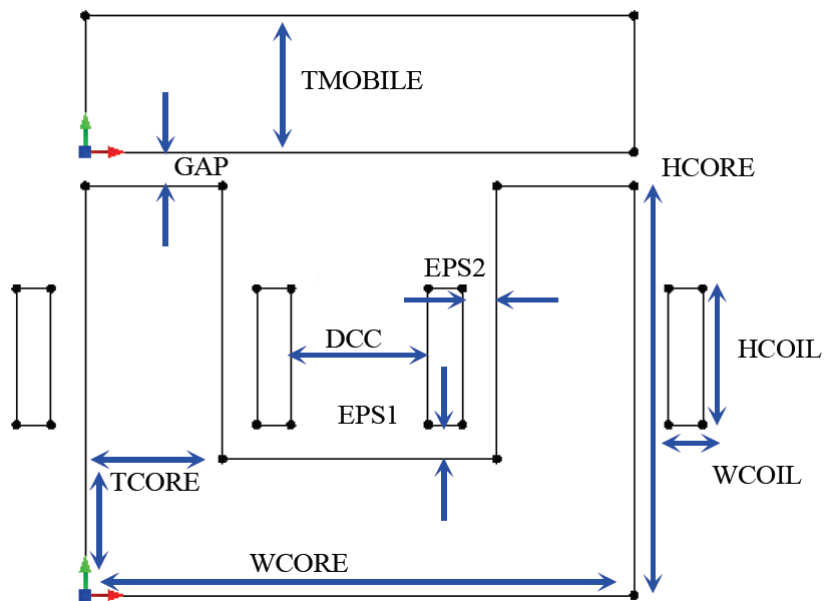 TMOBILE
GAP
HCORE
EPS2
DCC
HCOIL
EPS1
TCORE
WCOIL
WCORE